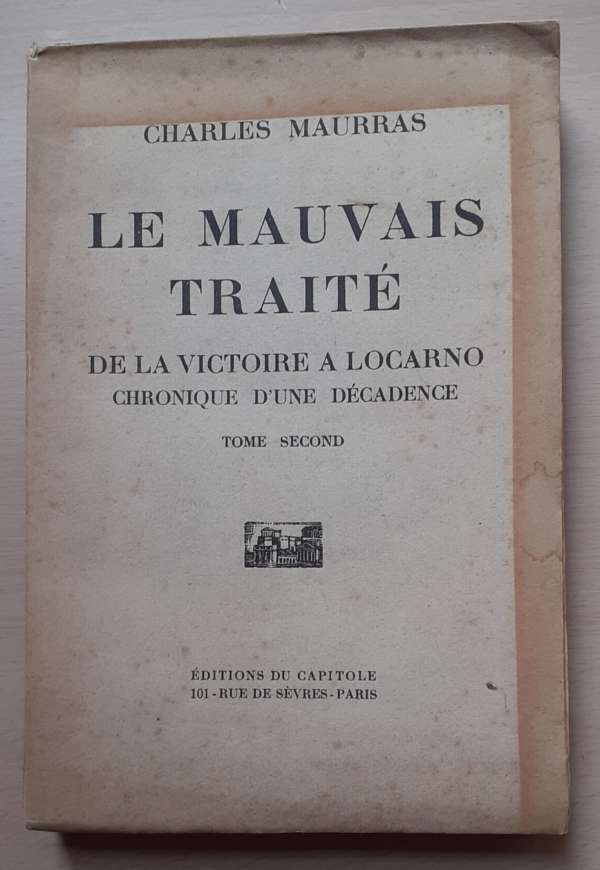 CHARLES MAURRAS
LE MAUVAIS
TRAITÉ
DE LA VICTOIRE A LOCARNO
CHRONIQUE D'UNE DÉCADENCE
TOME SECOND
ÉDITIONS DU CAPITOLE
101-RUE DE SÈVRES-PARIS